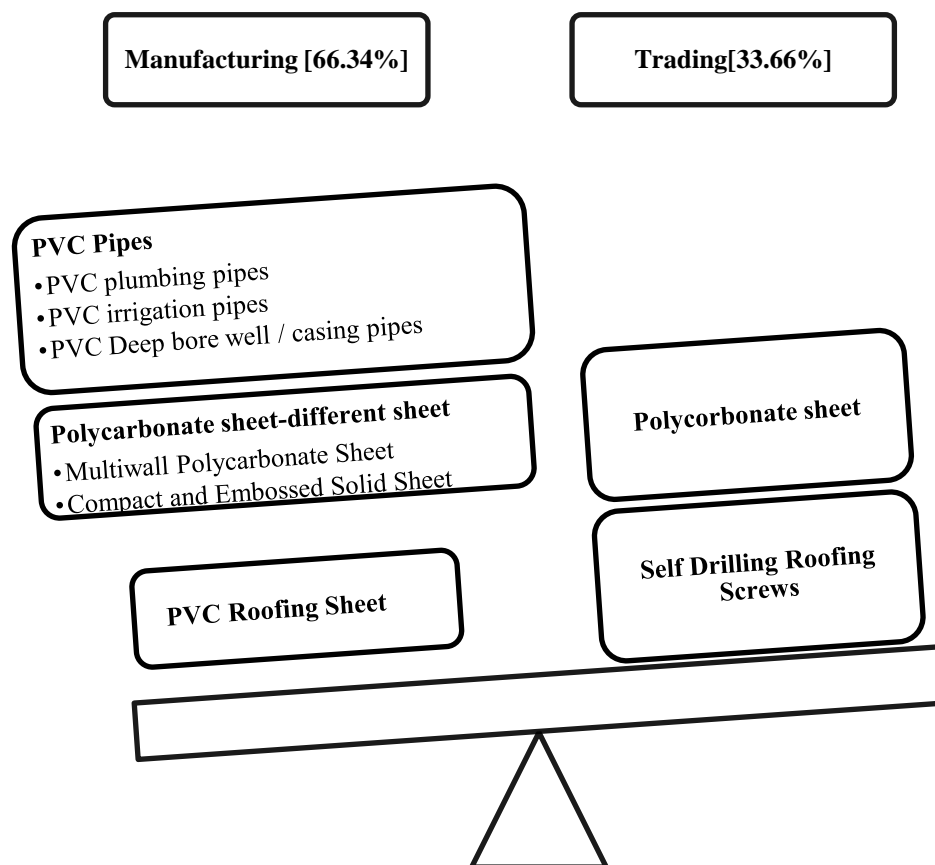 Manufacturing [66.34%]
Trading[33.66%]
PVC Pipes
•PVC plumbing pipes
•PVC irrigation pipes
•PVC Deep bore well / casing pipes
Polycarbonate sheet-different sheet
•Multiwall Polycarbonate Sheet
•Compact and Embossed Solid Sheet
PVC Roofing Sheet
Polycorbonate sheet
Self Drilling Roofing
Screws